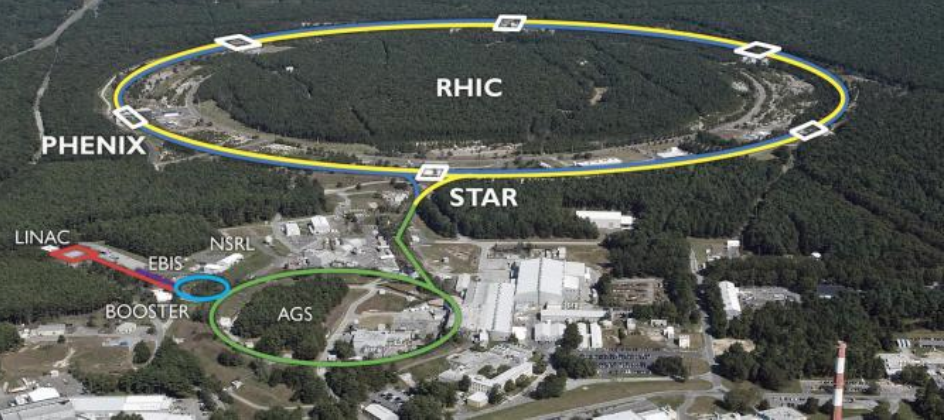 RHIC
PHENIX
STAR
LINAC
NSRL
EBIS
BOOSTER
AGS